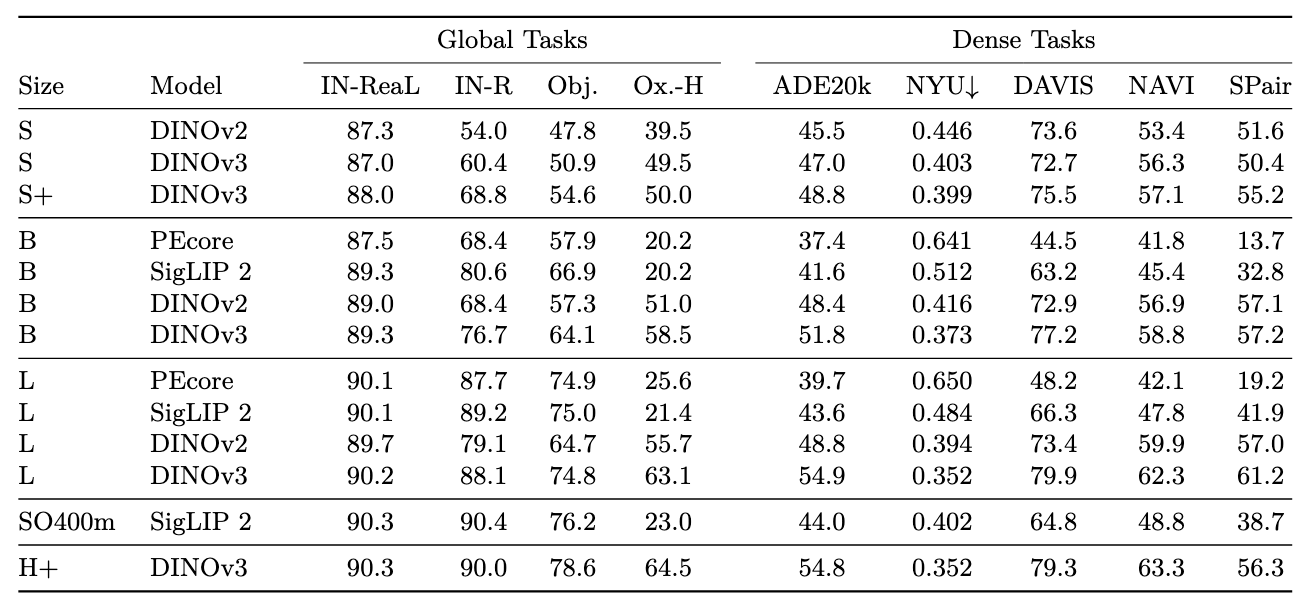 Global Tasks Dense Tasks
Size Model IN-ReaL IN-R Obj. Ox.-H ADE20k NYU↓ DAVIS NAVI SPair
S DINOv2 87.3 54.0 47.8 39.5 45.5 0.446 73.6 53.4 51.6
S DINOv3 87.0 60.4 50.9 49.5 47.0 0.403 72.7 56.3 50.4
S+ DINOv3 88.0 68.8 54.6 50.0 48.8 0.399 75.5 57.1 55.2
B PEcore 87.5 68.4 57.9 20.2 37.4 0.641 44.5 41.8 13.7
B SigLIP 2 89.3 80.6 66.9 20.2 41.6 0.512 63.2 45.4 32.8
B DINOv2 89.0 68.4 57.3 51.0 48.4 0.416 72.9 56.9 57.1
B DINOv3 89.3 76.7 64.1 58.5 51.8 0.373 77.2 58.8 57.2
L PEcore 90.1 87.7 74.9 25.6 39.7 0.650 48.2 42.1 19.2
L SigLIP 2 90.1 89.2 75.0 21.4 43.6 0.484 66.3 47.8 41.9
L DINOv2 89.7 79.1 64.7 55.7 48.8 0.394 73.4 59.9 57.0
L DINOv3 90.2 88.1 74.8 63.1 54.9 0.352 79.9 62.3 61.2
SO400m SigLIP 2 90.3 90.4 76.2 23.0 44.0 0.402 64.8 48.8 38.7
H+ DINOv3 90.3 90.0 78.6 64.5 54.8 0.352 79.3 63.3 56.3